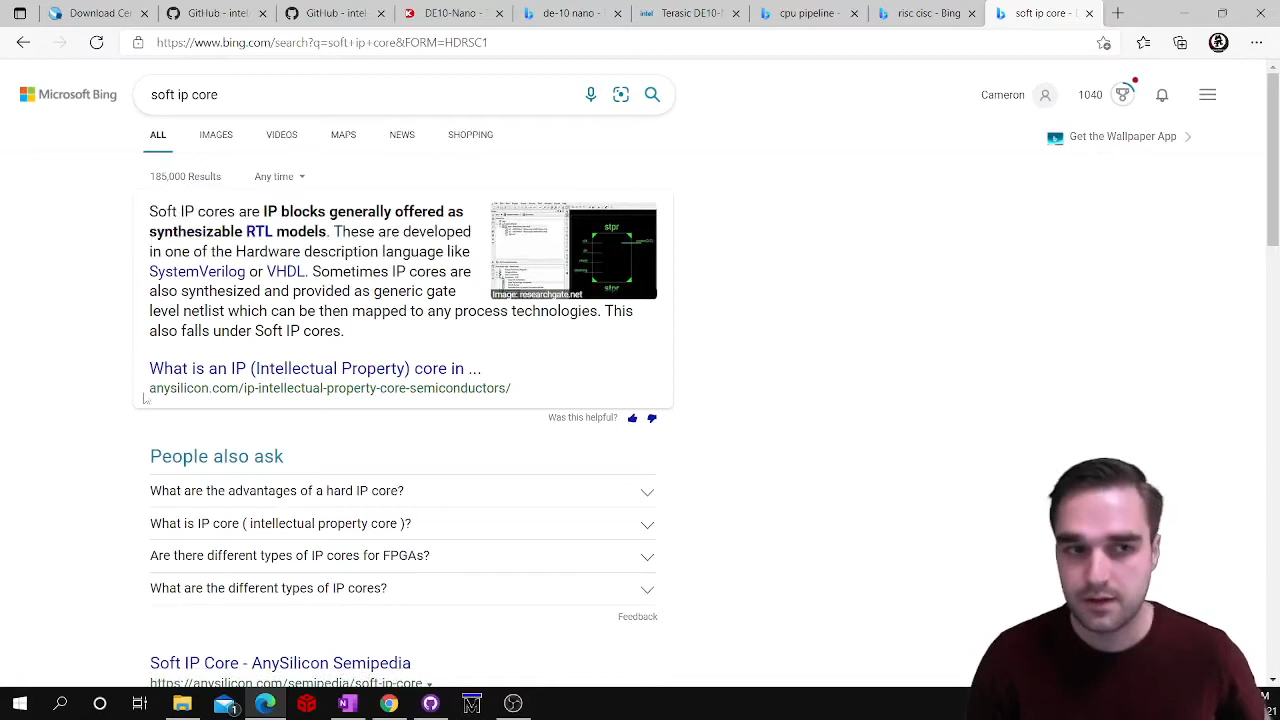 Intel Cer
GitHub - intel
GitHub - intel
DE10-Nano -
de-10 nano
intel Terasic DE10-
cpu pipeline -
risc cisc - Bing
soft ip core -
https://www.bing.com/search?q=soft+ip+core&FORM=HDRSC1
Microsoft Bing
soft ip core
Cameron
1040
ALL IMAGES VIDEOS MAPS NEWS SHOPPING
Get the Wallpaper App
185,000 Results
Any time
Soft IP cores are IP blocks generally offered as
synthesizable RTL models. These are developed
in one of the Hardware description language like
SystemVerilog or VHDL. Sometimes IP cores are
also synthesized and provided as generic gate
level netlist which can then be mapped to any process technologies. This
also falls under Soft IP cores.
stpr
stpr
Image: researchgate.net
What is an IP (Intellectual Property) core in ...
anysilicon.com/ip-intellectual-property-core-semiconductors/
Was this helpful?
People also ask
What are the advantages of a hard IP core?
What is IP core ( intellectual property core )?
Are there different types of IP cores for FPGAs?
What are the different types of IP cores?
Feedback
Soft IP Core - AnySilicon Semipedia
https://anysilicon.com/semipedia/soft-ip-core